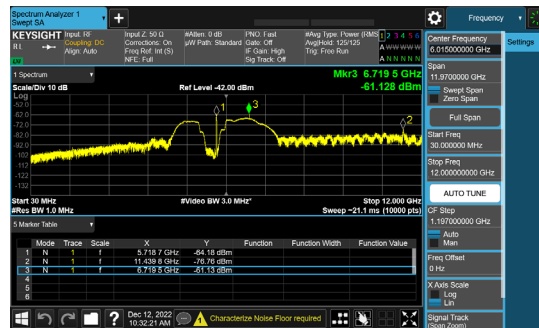 Spectrum Analyzer 1
Swept SA
+
Frequency
KEYSIGHT
Input: RF
Coupling: DC
Align: Auto
Input Z: 50 Ω
Corrections: On
Freq Ref: Int (S)
NFE: Full
#Atten: 0 dB
µW Path: Standard
PNO: Fast
Gate: Off
IF Gain: High
Sig Track: Off
#Avg Type: Power (RMS
Avg|Hold: 125/125
Trig: Free Run
1 2 3 4 5 6
A W W W W W
A N N N N N
1 Spectrum
Scale/Div 10 dB
Log
Ref Level -42.00 dBm
Mkr3 6.719 5 GHz
-61.128 dBm
-52.0
-62.0
-72.0
-82.0
-92.0
-102
-112
-122
-132
1
3
2
Start 30 MHz
#Res BW 1.0 MHz
#Video BW 3.0 MHz*
Stop 12.000 GHz
Sweep ~21.1 ms (10000 pts)
5 Marker Table
Mode Trace Scale X Y Function Function Width Function Value
1 N 1 f 5.718 7 GHz -64.18 dBm
2 N 1 f 11.439 8 GHz -76.76 dBm
3 N 1 f 6.719 5 GHz -61.13 dBm
4
5
6
Dec 12, 2022
10:32:21 AM
Characterize Noise Floor required
Center Frequency
6.015000000 GHz
Settings
Span
11.9700000 GHz
Swept Span
Zero Span
Full Span
Start Freq
30.000000 MHz
Stop Freq
12.000000000 GHz
AUTO TUNE
CF Step
1.197000000 GHz
Auto
Man
Freq Offset
0 Hz
X Axis Scale
Log
Lin
Signal Track
(Span Zoom)